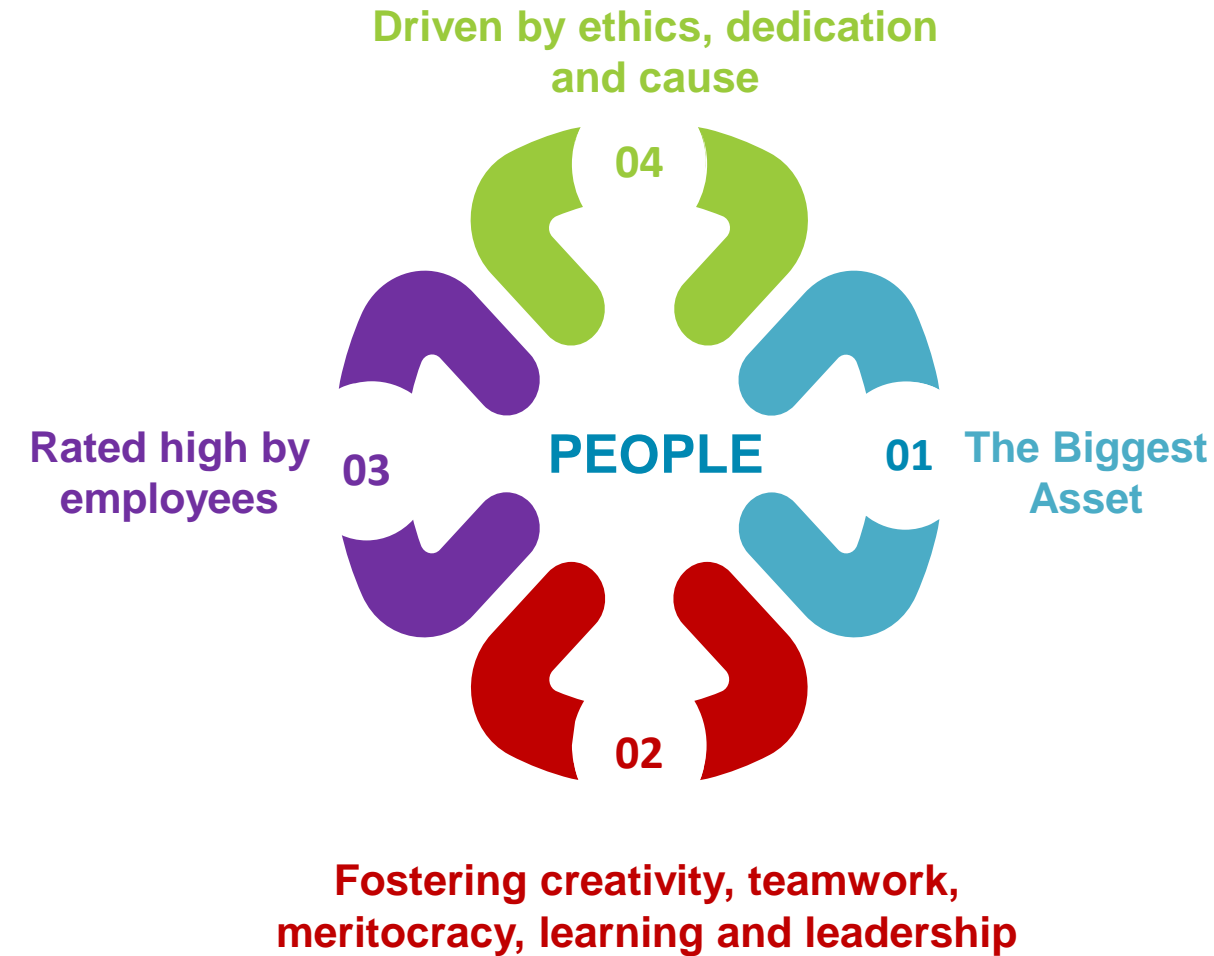 Driven by ethics, dedication
and cause
04
Rated high by
employees
03
PEOPLE
01
The Biggest
Asset
02
Fostering creativity, teamwork,
meritocracy, learning and leadership